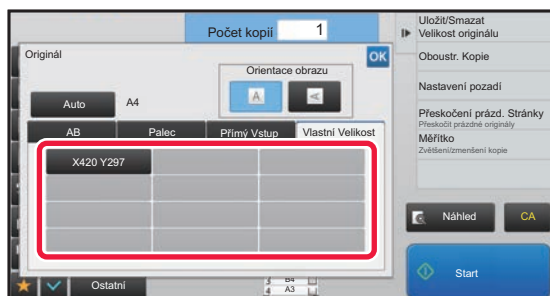 Počet kopií 1
Originál
OK
Orientace obrazu
A
A
Auto A4
AB Palec Přímý Vstup Vlastní Velikost
X420 Y297
Ostatní
3 B4
4 A3
Uložit/Smazat
Velikost originálu
Oboustr. Kopie
Nastavení pozadí
Přeskočení prázd. Stránky
Přeskočit prázdné originály
Měřítko
Zvětšení/zmenšení kopie
Náhled
CA
Start